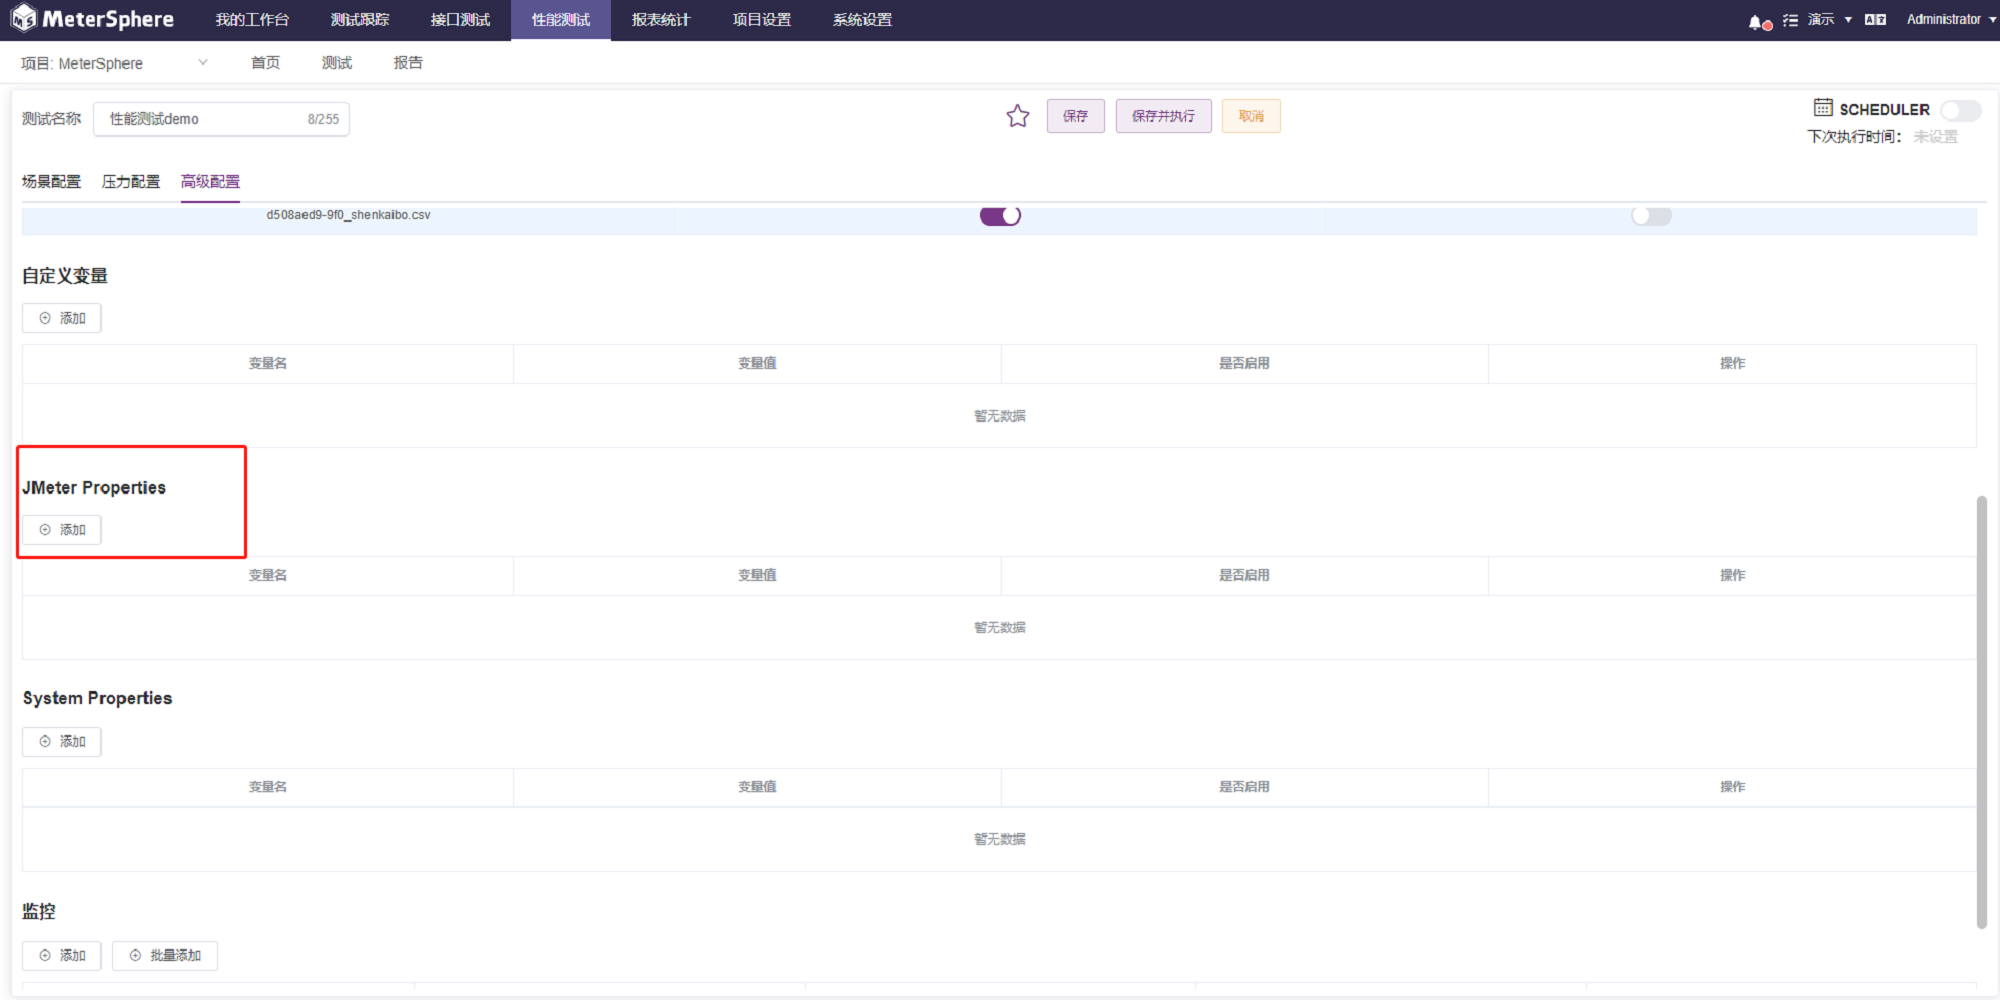 MeterSphere 我的工作台 测试跟踪 接口测试 性能测试 报表统计 项目设置 系统设置 演示 Administrator
项目: MeterSphere 首页 测试 报告
测试名称 性能测试demo 8/255 保存 保存并执行 取消 SCHEDULER
下次执行时间： 未设置
场景配置 压力配置 高级配置
d508aed9-9f0_shenkaibo.csv
自定义变量
添加
变量名 变量值 是否启用 操作
暂无数据
JMeter Properties
添加
变量名 变量值 是否启用 操作
暂无数据
System Properties
添加
变量名 变量值 是否启用 操作
暂无数据
监控
添加 批量添加